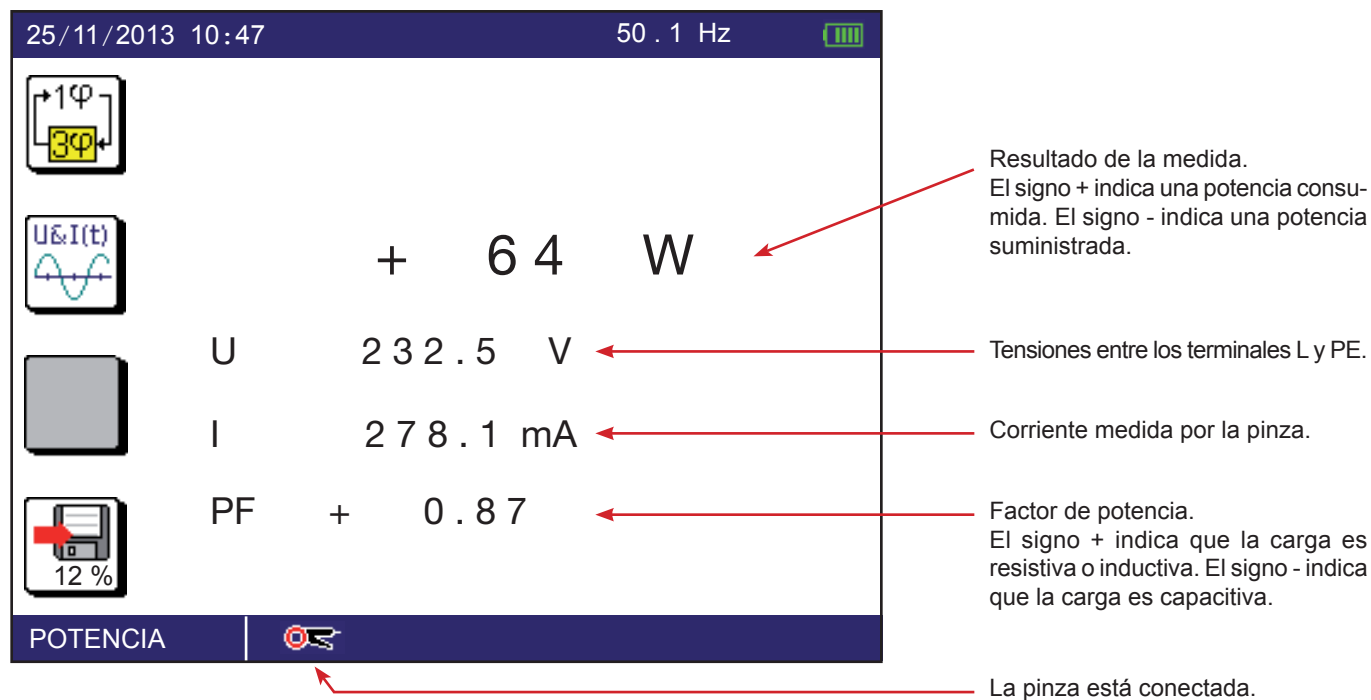 25/11/2013 10:47 50.1 Hz
1φ
3φ
U&I(t)
+ 64 W
U 232.5 V
I 278.1 mA
PF + 0.87
12 %
POTENCIA
Resultado de la medida.
El signo + indica una potencia consu-
mida. El signo - indica una potencia
suministrada.
Tensiones entre los terminales L y PE.
Corriente medida por la pinza.
Factor de potencia.
El signo + indica que la carga es
resistiva o inductiva. El signo - indica
que la carga es capacitiva.
La pinza está conectada.